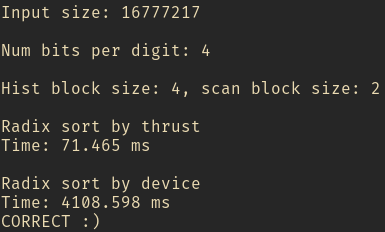 Input size: 16777217
Num bits per digit: 4
Hist block size: 4, scan block size: 2
Radix sort by thrust
Time: 71.465 ms
Radix sort by device
Time: 4108.598 ms
CORRECT :)